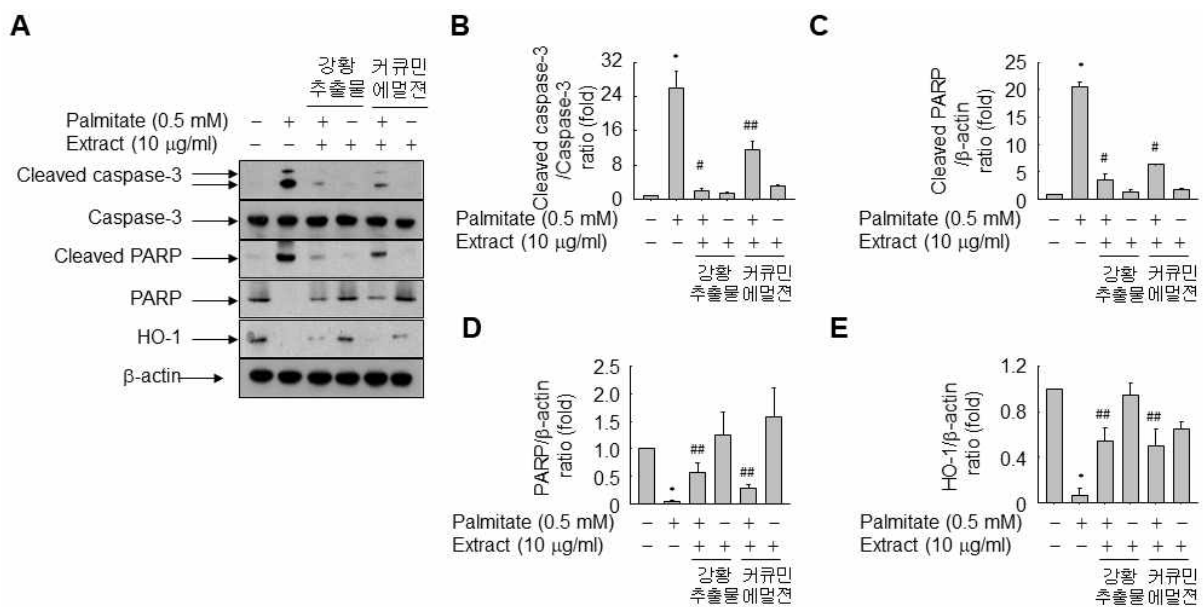 A
강황 커큐민
추출물 에멀젼
Palmitate (0.5 mM) − + + − + −
Extract (10 μg/ml) − − + + + +
Cleaved caspase-3
Caspase-3
Cleaved PARP
PARP
HO-1
β-actin
B
Cleaved caspase-3
/Caspase-3
ratio (fold)
32
24
16
8
0
*
#
##
Palmitate (0.5 mM) − + + − + −
Extract (10 μg/ml) − − + + + +
강황 커큐민
추출물 에멀젼
C
Cleaved PARP
/β-actin
ratio (fold)
25
20
15
10
5
0
*
#
#
Palmitate (0.5 mM) − + + − + −
Extract (10 μg/ml) − − + + + +
강황 커큐민
추출물 에멀젼
D
PARP/β-actin
ratio (fold)
2.5
2.0
1.5
1.0
0.5
0
*
##
##
Palmitate (0.5 mM) − + + − + −
Extract (10 μg/ml) − − + + + +
강황 커큐민
추출물 에멀젼
E
HO-1/β-actin
ratio (fold)
1.2
0.8
0.4
0
*
##
##
Palmitate (0.5 mM) − + + − + −
Extract (10 μg/ml) − − + + + +
강황 커큐민
추출물 에멀젼